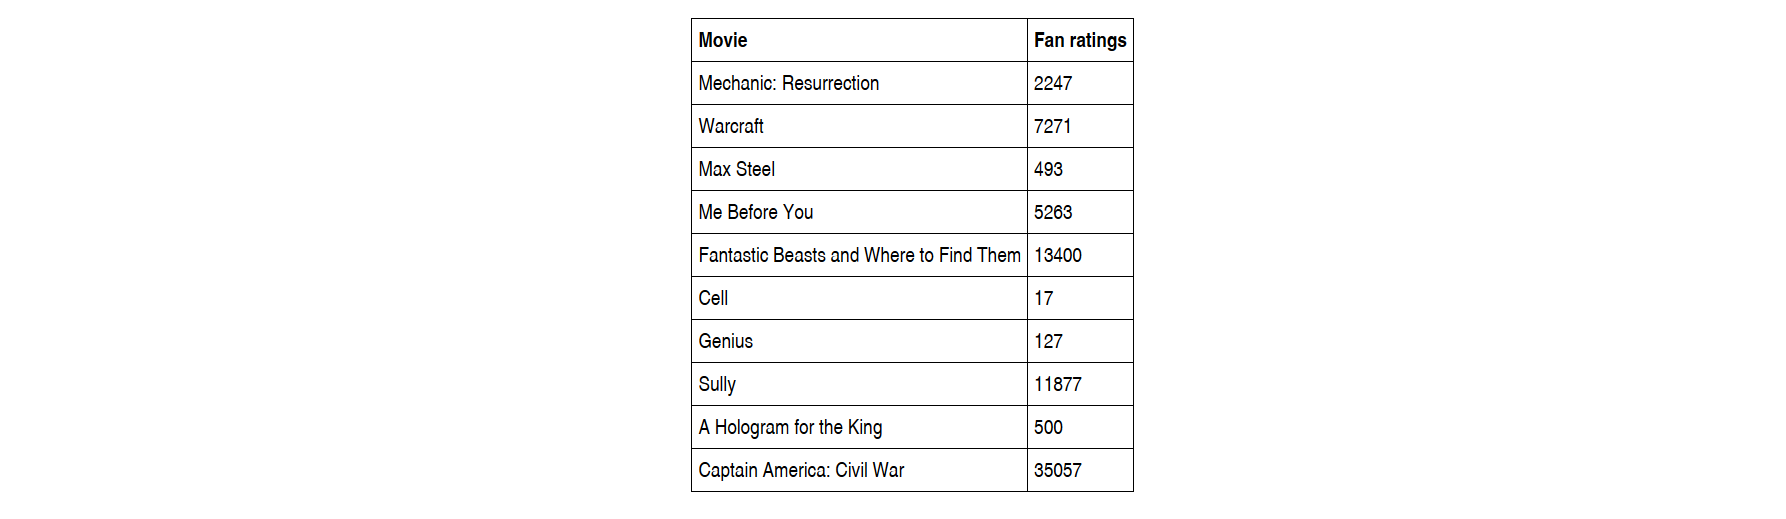 Movie Fan ratings
Mechanic: Resurrection 2247
Warcraft 7271
Max Steel 493
Me Before You 5263
Fantastic Beasts and Where to Find Them 13400
Cell 17
Genius 127
Sully 11877
A Hologram for the King 500
Captain America: Civil War 35057